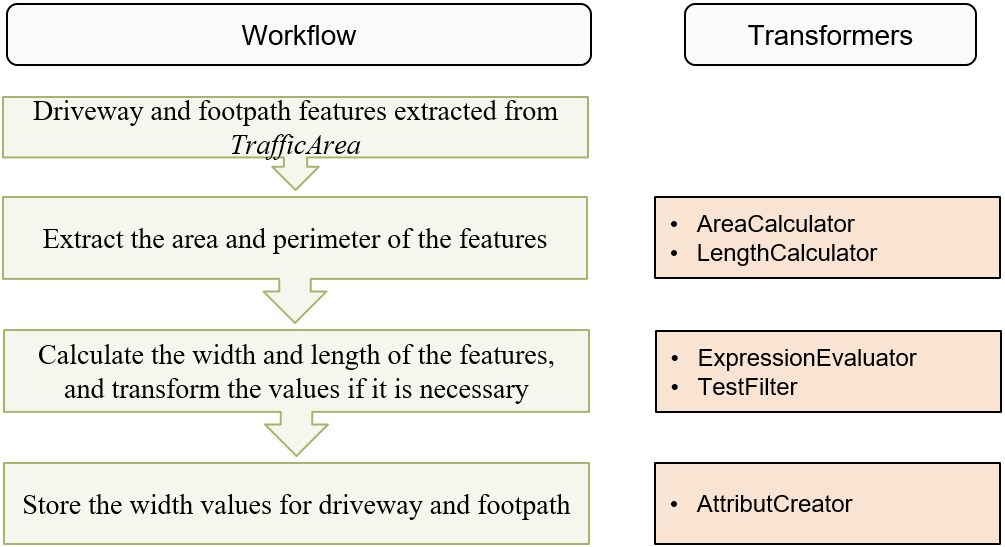 Workflow
Transformers
Driveway and footpath features extracted from
TrafficArea
Extract the area and perimeter of the features
• AreaCalculator
• LengthCalculator
Calculate the width and length of the features,
and transform the values if it is necessary
• ExpressionEvaluator
• TestFilter
Store the width values for driveway and footpath
• AttributCreator